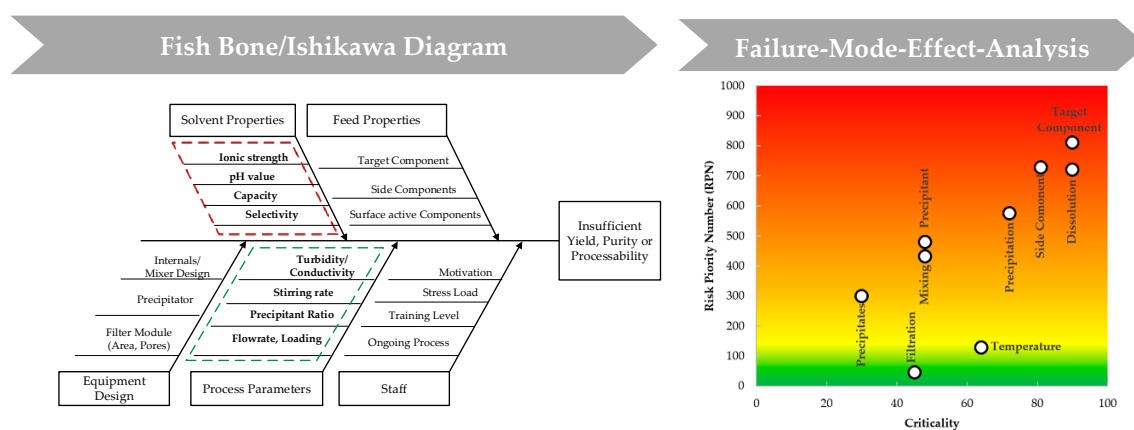 Fish Bone/Ishikawa Diagram
Solvent Properties
Feed Properties
Ionic strength
pH value
Capacity
Selectivity
Target Component
Side Components
Surface active Components
Insufficient
Yield, Purity or
Processability
Internals/
Mixer Design
Precipitator
Filter Module
(Area, Pores)
Turbidity/
Conductivity
Stirring rate
Precipitant Ratio
Flowrate, Loading
Motivation
Stress Load
Training Level
Ongoing Process
Equipment
Design
Process Parameters
Staff
Failure-Mode-Effect-Analysis
Risk Piority Number (RPN)
1000
900
800
700
600
500
400
300
200
100
0
Precipitates
Filtration
Mixing
Precipitant
Temperature
Precipitation
Side Comonent
Target
Component
Dissolution
0
20
40
60
80
100
Criticality